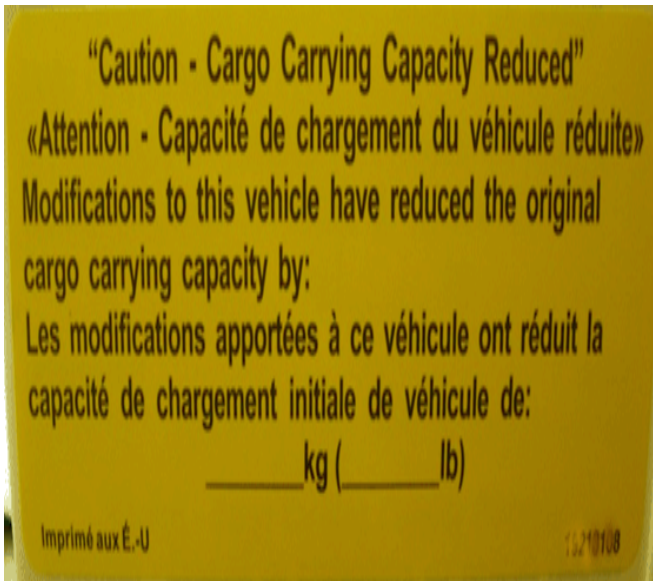 “Caution - Cargo Carrying Capacity Reduced”
«Attention - Capacité de chargement du véhicule réduite»
Modifications to this vehicle have reduced the original
cargo carrying capacity by:
Les modifications apportées à ce véhicule ont réduit la
capacité de chargement initiale de véhicule de:
______kg (______lb)
Imprimé aux É.-U